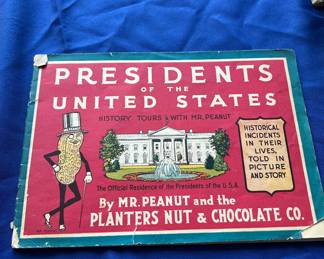 PRESIDENTS
OF THE
UNITED STATES
HISTORY TOURS WITH MR. PEANUT
HISTORICAL
INCIDENTS
IN THEIR
LIVES,
TOLD IN
PICTURE
AND STORY
The Official Residence of the Presidents of the U.S.A.
By MR. PEANUT and the
PLANTERS NUT & CHOCOLATE CO.